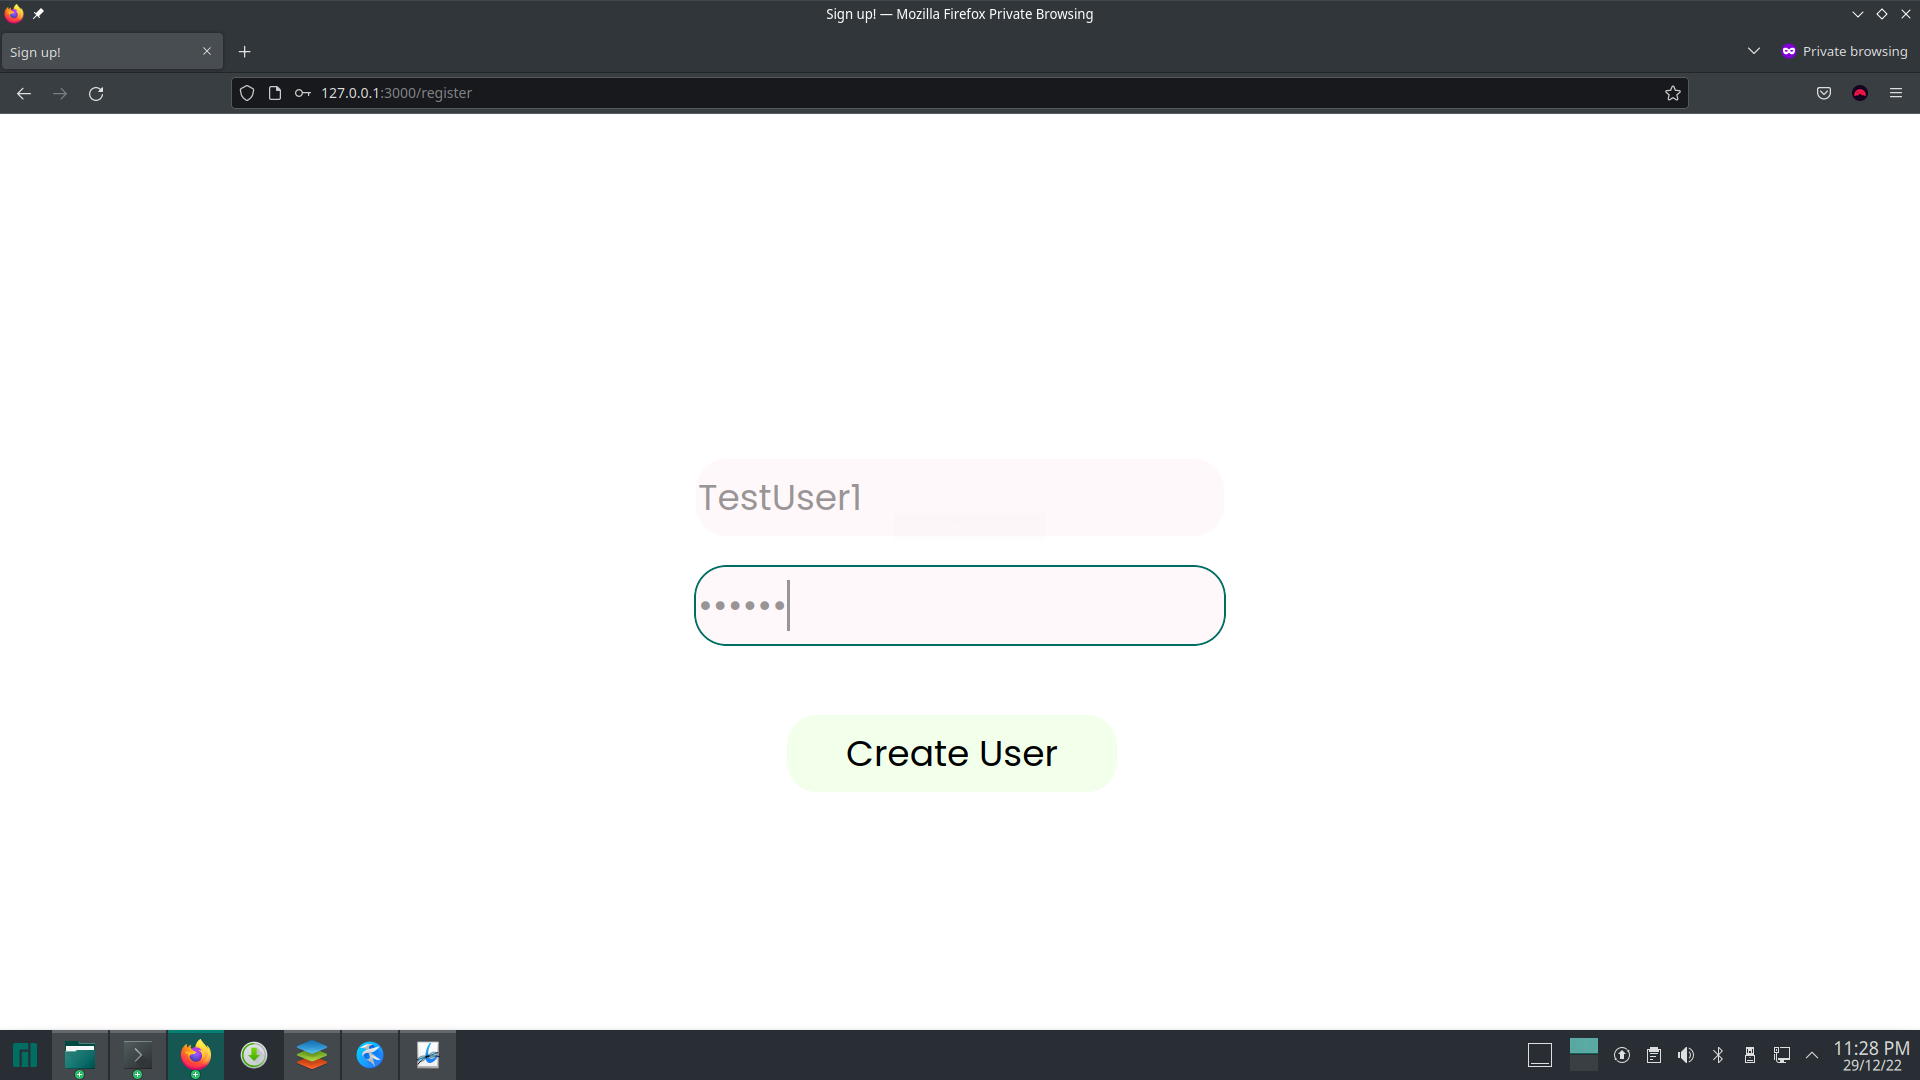 Sign up! — Mozilla Firefox Private Browsing
Sign up!
Private browsing
127.0.0.1:3000/register
TestUser1
••••••
Create User
11:28 PM
29/12/22